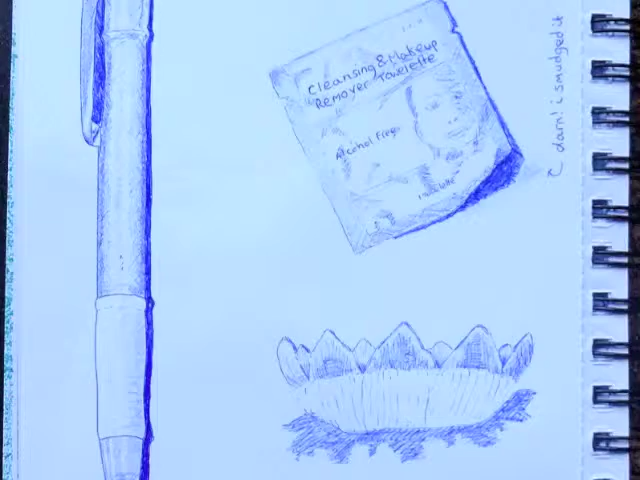 Cleansing & Makeup
Remover Towelette
Alcohol Free
dam! i smudged it